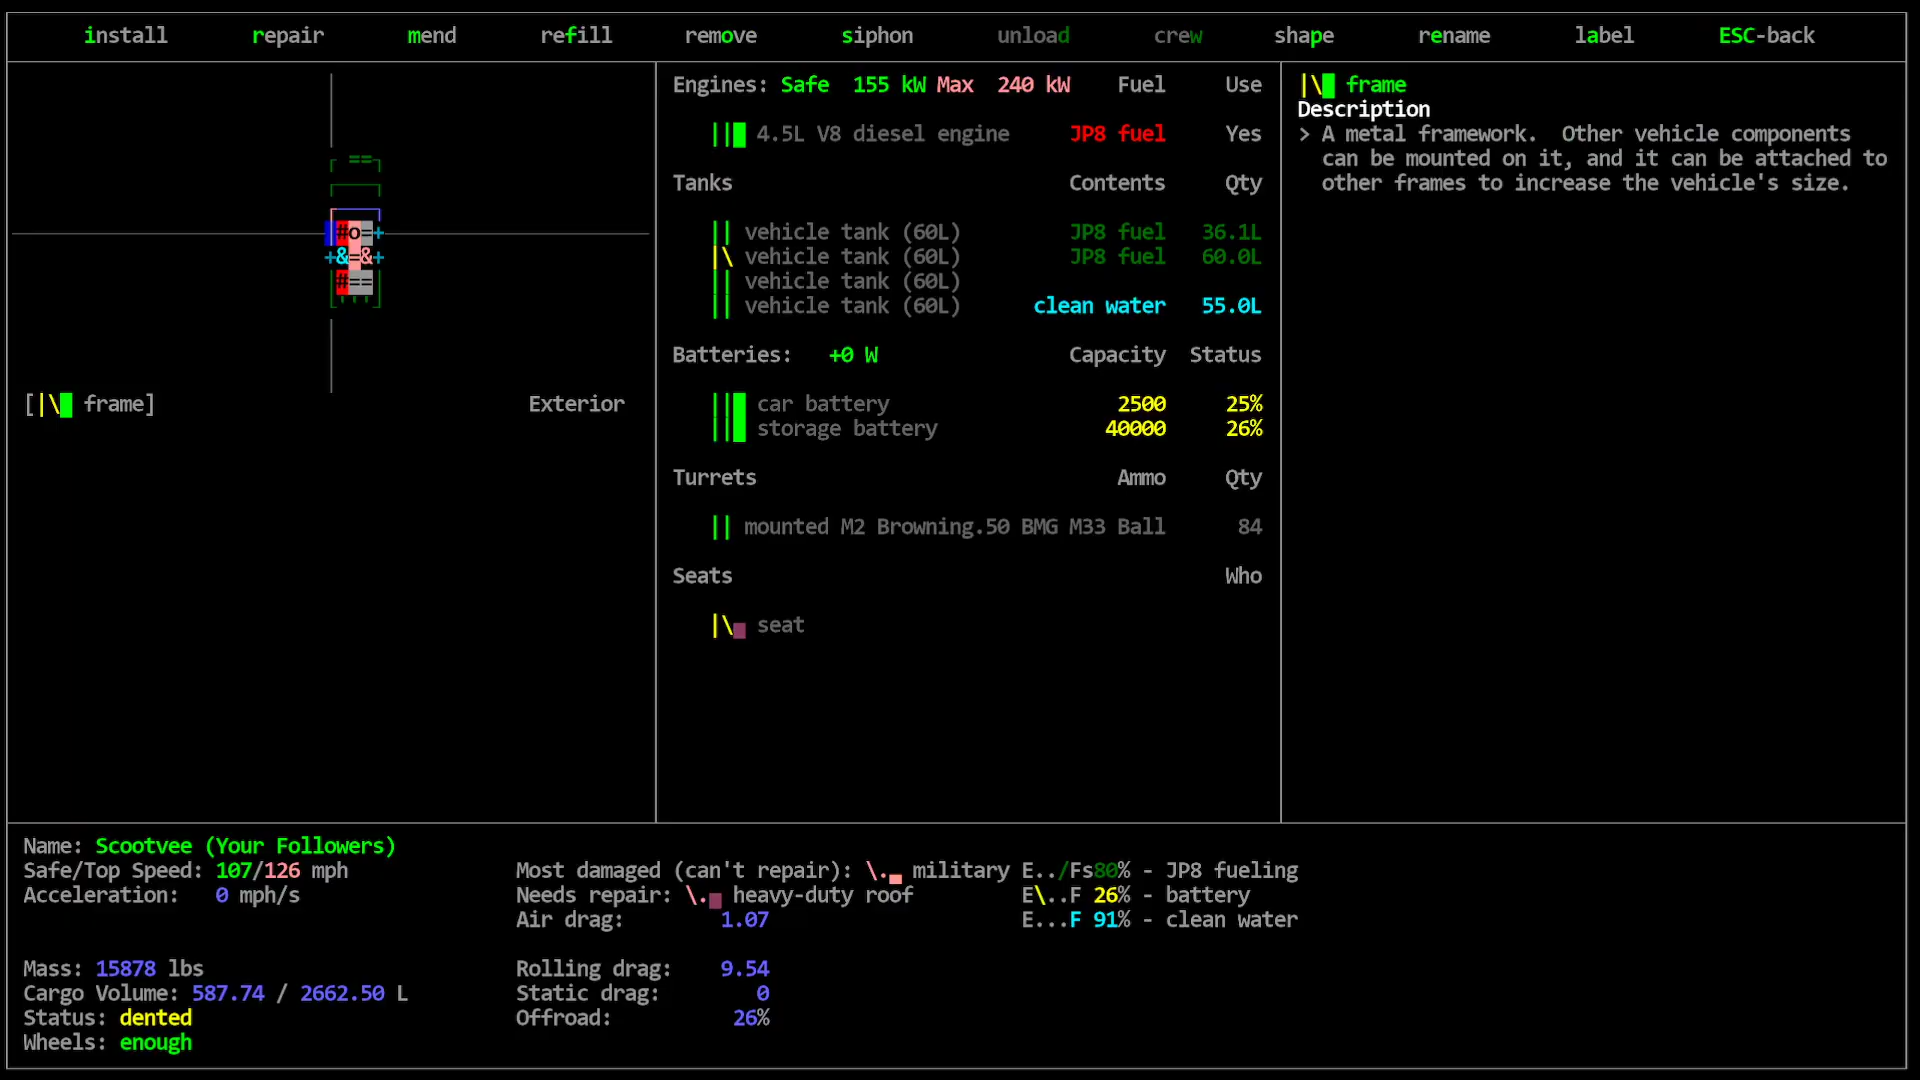 install repair mend refill remove siphon unload crew shape rename label ESC-back
Engines: Safe 155 kW Max 240 kW Fuel Use
||█ 4.5L V8 diesel engine JP8 fuel Yes
Tanks Contents Qty
|| vehicle tank (60L) JP8 fuel 36.1L
|\ vehicle tank (60L) JP8 fuel 60.0L
|| vehicle tank (60L)
|| vehicle tank (60L) clean water 55.0L
Batteries: +0 W Capacity Status
||█ car battery 2500 25%
||█ storage battery 40000 26%
Turrets Ammo Qty
|| mounted M2 Browning.50 BMG M33 Ball 84
Seats Who
|\▄ seat
|\█ frame
Description
> A metal framework. Other vehicle components
can be mounted on it, and it can be attached to
other frames to increase the vehicle's size.
[|\█ frame] Exterior
Name: Scootvee (Your Followers)
Safe/Top Speed: 107/126 mph
Acceleration: 0 mph/s
Mass: 15878 lbs
Cargo Volume: 587.74 / 2662.50 L
Status: dented
Wheels: enough
Most damaged (can't repair): \.▂ military
Needs repair: \.▄ heavy-duty roof
Air drag: 1.07
Rolling drag: 9.54
Static drag: 0
Offroad: 26%
E../Fs80% - JP8 fueling
E\..F 26% - battery
E...F 91% - clean water